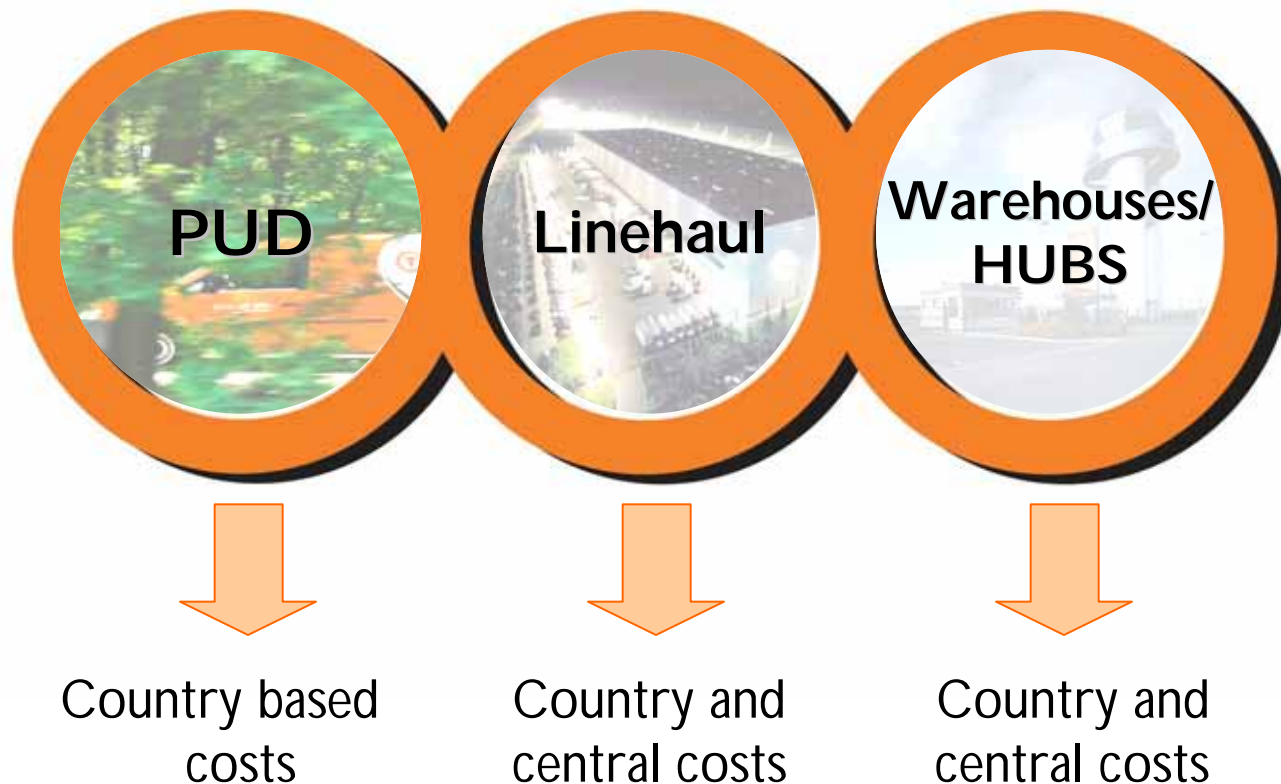 PUD
Linehaul
Warehouses/
HUBS
Country based
costs
Country and
central costs
Country and
central costs